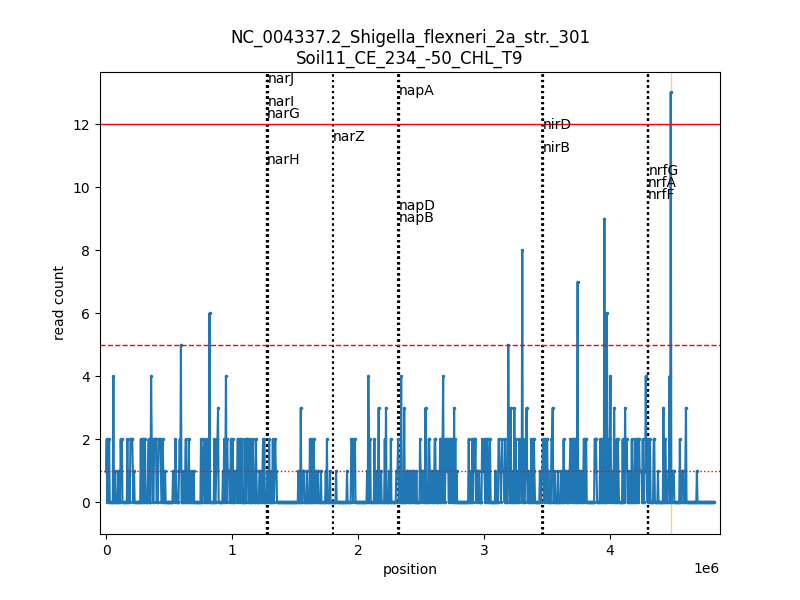 NC_004337.2_Shigella_flexneri_2a_str._301
Soil11_CE_234_-50_CHL_T9
narJ
narI
narG
narH
narZ
napA
napD
napB
nirD
nirB
nrfG
nrfA
nrfF
12
10
8
6
4
2
0
read count
0
1
2
3
4
1e6
position